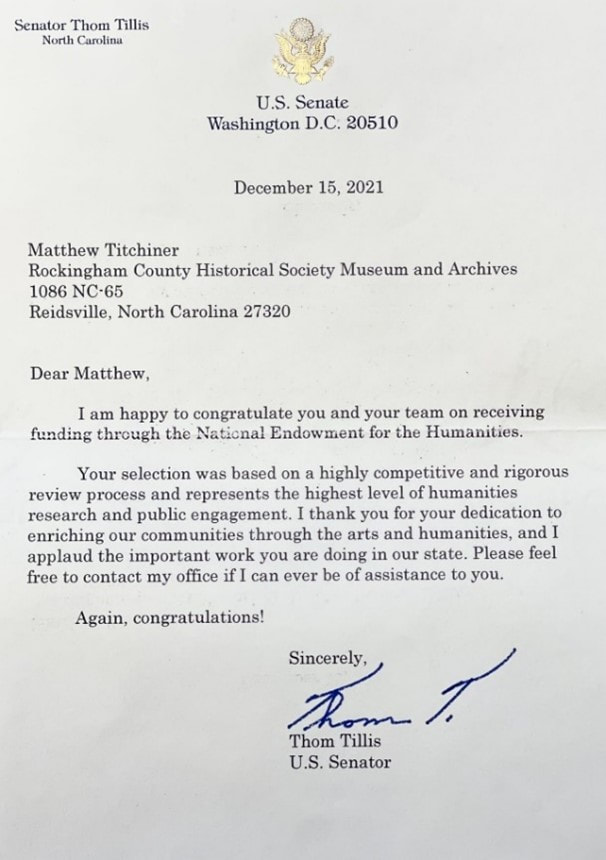 Senator Thom Tillis
North Carolina
U.S. Senate
Washington D.C. 20510
December 15, 2021
Matthew Titchiner
Rockingham County Historical Society Museum and Archives
1086 NC-65
Reidsville, North Carolina 27320
Dear Matthew,
I am happy to congratulate you and your team on receiving
funding through the National Endowment for the Humanities.
Your selection was based on a highly competitive and rigorous
review process and represents the highest level of humanities
research and public engagement. I thank you for your dedication to
enriching our communities through the arts and humanities, and I
applaud the important work you are doing in our state. Please feel
free to contact my office if I can ever be of assistance to you.
Again, congratulations!
Sincerely,
Thom T.
Thom Tillis
U.S. Senator